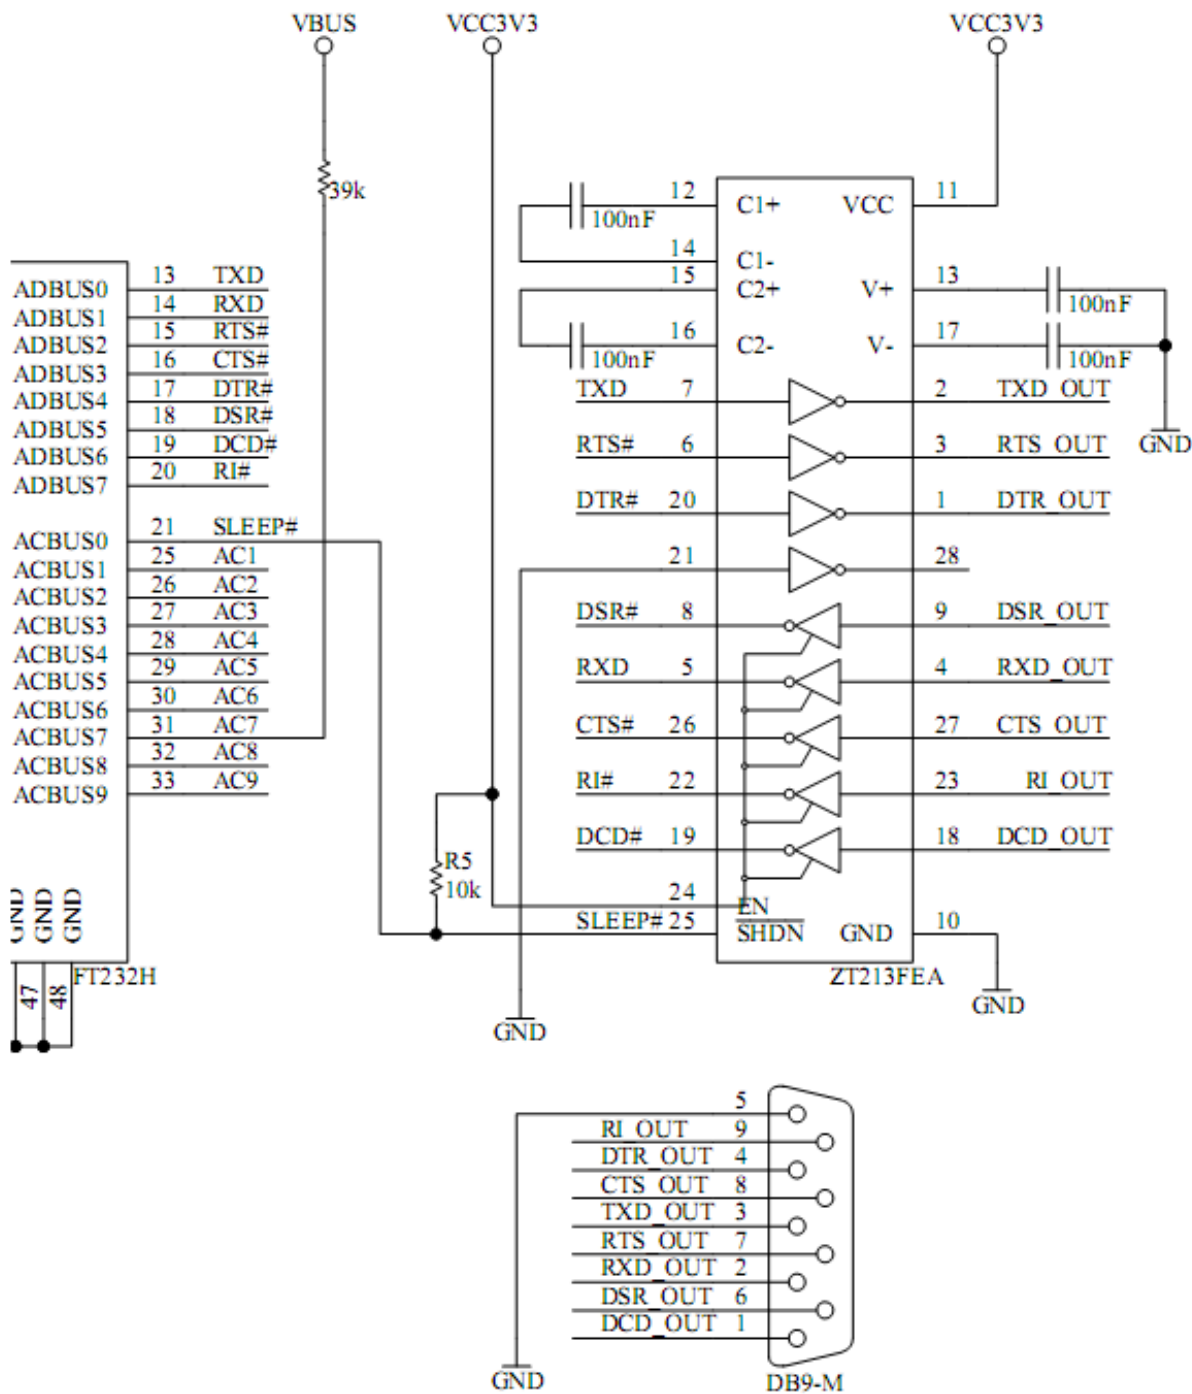 VBUS
VCC3V3
VCC3V3
39k
12 C1+ VCC 11
100nF
14 C1-
15 C2+ V+ 13
100nF
16 C2- V- 17
100nF 100nF
GND
ADBUS0 13 TXD
ADBUS1 14 RXD
ADBUS2 15 RTS#
ADBUS3 16 CTS#
ADBUS4 17 DTR#
ADBUS5 18 DSR#
ADBUS6 19 DCD#
ADBUS7 20 RI#
ACBUS0 21 SLEEP#
ACBUS1 25 AC1
ACBUS2 26 AC2
ACBUS3 27 AC3
ACBUS4 28 AC4
ACBUS5 29 AC5
ACBUS6 30 AC6
ACBUS7 31 AC7
ACBUS8 32 AC8
ACBUS9 33 AC9
TXD 7 2 TXD_OUT
RTS# 6 3 RTS_OUT
DTR# 20 1 DTR_OUT
21 28
DSR# 8 9 DSR_OUT
RXD 5 4 RXD_OUT
CTS# 26 27 CTS_OUT
RI# 22 23 RI_OUT
DCD# 19 18 DCD_OUT
R5
10k
24 EN
SLEEP# 25 SHDN GND 10
GND
GND
GND
47
48
FT232H
ZT213FEA
GND
GND
5
RI_OUT 9
DTR_OUT 4
CTS_OUT 8
TXD_OUT 3
RTS_OUT 7
RXD_OUT 2
DSR_OUT 6
DCD_OUT 1
GND
DB9-M